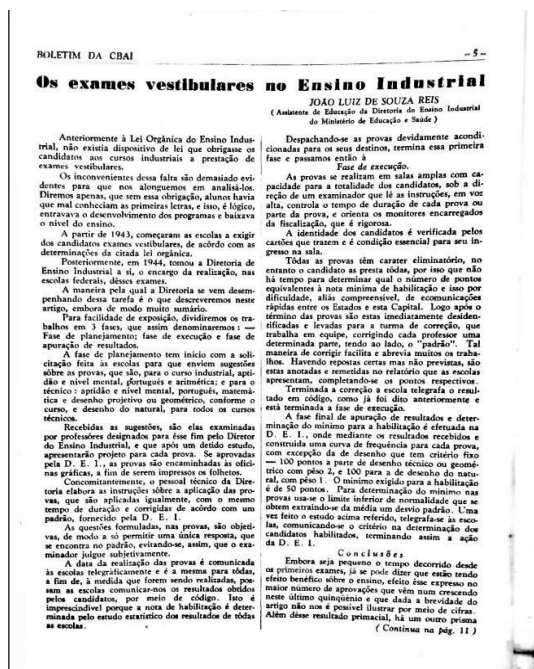 BOLETIM DA CBAI
-- 5 --
Os exames vestibulares no Ensino Industrial
JOÃO LUIZ DE SOUZA REIS
( Assistente de Educação da Diretoria do Ensino Industrial
do Ministério de Educação e Saúde )
Anteriormente à Lei Orgânica do Ensino Indus-
trial, não existia dispositivo de lei que obrigasse os
candidatos aos cursos industriais a prestação de
exames vestibulares.
Os inconvenientes dessa falta são demasiado evi-
dentes para que nos alonguemos em analisá-los.
Diremos apenas, que sem essa obrigação, alunos havia
que mal conheciam as primeiras letras, e isso, é lógico,
entravava o desenvolvimento dos programas e baixava
o nível do ensino.
A partir de 1943, começaram as escolas a exigir
dos candidatos exames vestibulares, de acôrdo com as
determinações da citada lei orgânica.
Posteriormente, em 1944, tomou a Diretoria de
Ensino Industrial a si, o encargo da realização, nas
escolas federais, dêsses exames.
A maneira pela qual a Diretoria se vem desem-
penhando dessa tarefa é o que descreveremos neste
artigo, embora de modo muito sumário.
Para facilidade de exposição, dividiremos os tra-
balhos em 3 fases, que assim denominaremos : —
Fase de planejamento; fase de execução e fase de
apuração de resultados.
A fase de planejamento tem início com a soli-
citação feita às escolas para que enviem sugestões
sôbre as provas, que são, para o curso industrial, apti-
dão e nível mental, português e aritmética; e para o
técnico : aptidão e nível mental, português, matemá-
tica e desenho projetivo ou geométrico, conforme o
curso, e desenho do natural, para todos os cursos
técnicos.
Recebidas as sugestões, são elas examinadas
por professôres designados para êsse fim pelo Diretor
do Ensino Industrial, e que após um detido estudo,
apresentarão projeto para cada prova. Se aprovadas
pela D. E. I., as provas são encaminhadas às ofici-
nas gráficas, a fim de serem impressos os folhetos.
Concomitantemente, o pessoal técnico da Dire-
toria elabora as instruções sôbre a aplicação das pro-
vas, que são aplicadas igualmente, com o mesmo
tempo de duração e corrigidas de acôrdo com um
padrão, fornecido pela D. E. I.
As questões formuladas, nas provas, são objeti-
vas, de modo a só permitir uma única resposta, que
se encontra no padrão, evitando-se, assim, que o exa-
minador julgue subjetivamente.
A data da realização das provas é comunicada
às escolas telegràficamente e é a mesma para tôdas,
a fim de, à medida que forem sendo realizadas, pos-
sam as escolas comunicar-nos os resultados obtidos
pelos candidatos, por meio de código. Isto é
imprescindível porque a nota de habilitação é deter-
minada pelo estudo estatístico dos resultados de tôdas
as escolas.
Despachando-se as provas devidamente acondi-
cionadas para os seus destinos, termina essa primeira
fase e passamos então à
Fase de execução.
As provas se realizam em salas amplas com ca-
pacidade para a totalidade dos candidatos, sob a di-
reção de um examinador que lê as instruções, em voz
alta, controla o tempo de duração de cada prova ou
parte da prova, e orienta os monitores encarregados
da fiscalização, que é rigorosa.
A identidade dos candidatos é verificada pelos
cartões que trazem e é condição essencial para seu in-
gresso na sala.
Tôdas as provas têm carater eliminatório, no
entanto o candidato as presta tôdas, por isso que não
há tempo para determinar qual o número de pontos
equivalentes à nota mínima de habilitação e isso por
dificuldade, aliás compreensivel, de ecomunicações
rápidas entre os Estados e esta Capital. Logo após o
término das provas são estas imediatamente desiden-
tificadas e levadas para a turma de correção, que
trabalha em equipe, corrigindo cada professor uma
determinada parte, tendo ao lado, o "padrão". Tal
maneira de corrigir facilita e abrevia muitos os traba-
lhos. Havendo repostas certas mas não previstas, são
estas anotadas e remetidas no relatório que as escolas
apresentam, completando-se os pontos respectivos.
Terminada a correção a escola telegrafa o resul-
tado em código, como já foi dito anteriormente e
está terminada a fase de execução.
A fase final de apuração de resultados e deter-
minação do mínimo para a habilitação é efetuada na
D. E. I., onde mediante os resultados recebidos e
construida uma curva de frequência para cada prova,
com excepção da de desenho que tem critério fixo
— 100 pontos a parte de desenho técnico ou geomé-
trico com pêso 2, e 100 para a de desenho do natu-
ral, com pêso 1. O mínimo exigido para a habilitação
é de 50 pontos. Para determinação do mínimo nas
provas usa-se o limite inferior de normalidade que se
obtem extraindo-se da média um desvio padrão. Uma
vez feito o estudo acima referido, telegrafa-se às esco-
las, comunicando-se o critério na determinação dos
candidatos habilitados, terminando assim a ação
da D. E. I.
Conclusões
Embora seja pequeno o tempo decorrido desde
os primeiros exames, já se pode dizer que estão tendo
efeito benéfico sôbre o ensino, efeito êsse expresso no
maior número de aprovações que vêm num crescendo
neste último quinqüênio e que dada a brevidade do
artigo não nos é possível ilustrar por meio de cifras.
Além dêsse resultado primacial, há um outro prisma
( Continua na pág. 11 )